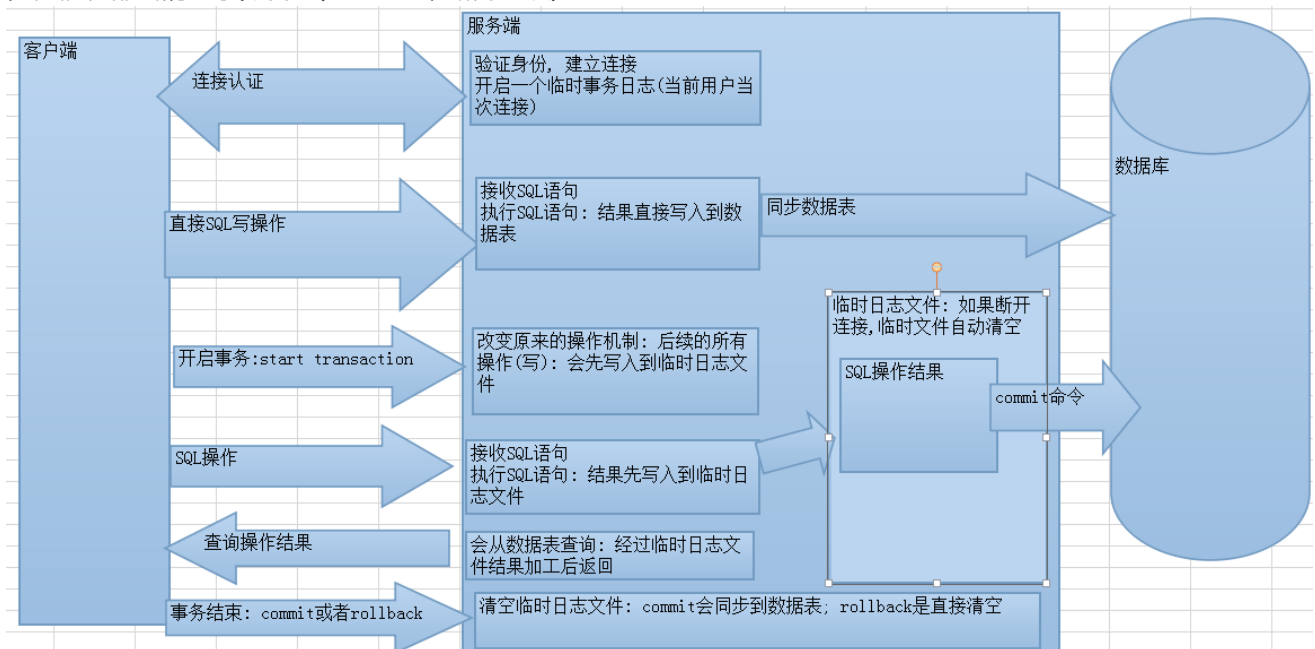 服务端
客户端
验证身份, 建立连接
开启一个临时事务日志(当前用户当
次连接)
连接认证
数据库
接收SQL语句
执行SQL语句: 结果直接写入到数
据表
同步数据表
直接SQL写操作
临时日志文件: 如果断开
连接,临时文件自动清空
改变原来的操作机制: 后续的所有
操作(写): 会先写入到临时日志文
件
开启事务:start transaction
SQL操作结果
commit命令
接收SQL语句
执行SQL语句: 结果先写入到临时日
志文件
SQL操作
查询操作结果
会从数据表查询: 经过临时日志文
件结果加工后返回
事务结束: commit或者rollback
清空临时日志文件: commit会同步到数据表; rollback是直接清空